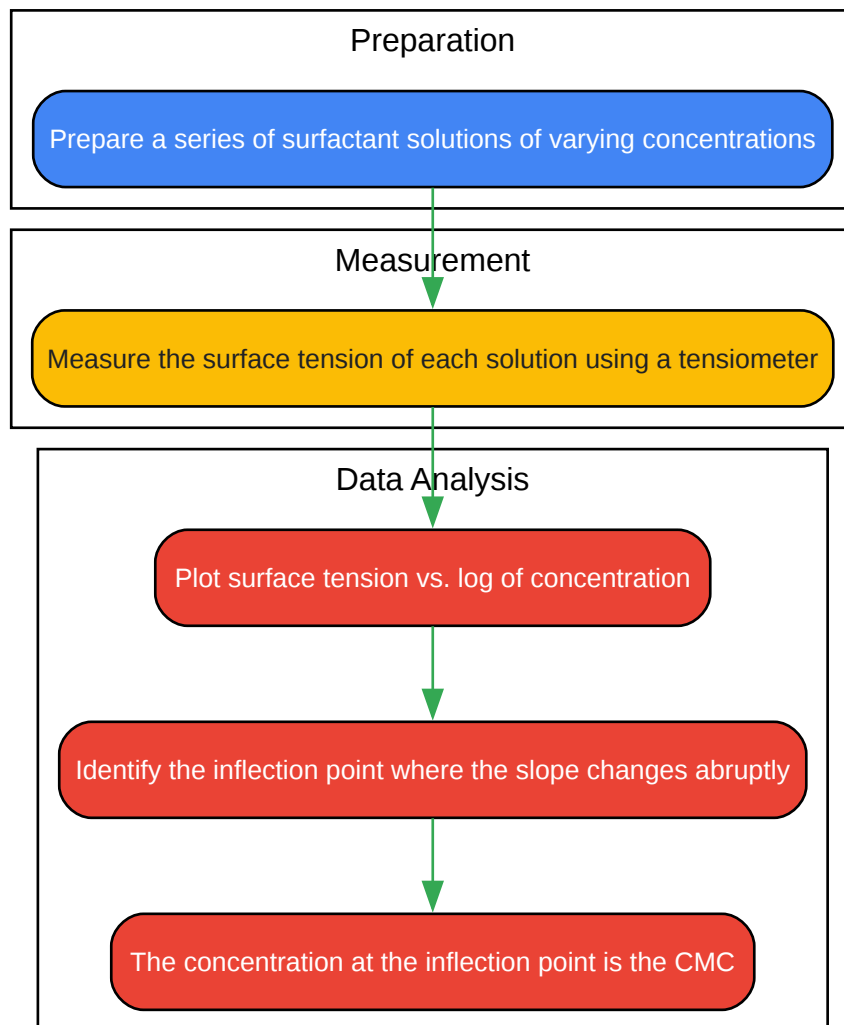 Preparation
Prepare a series of surfactant solutions of varying concentrations
Measurement
Measure the surface tension of each solution using a tensiometer
Data Analysis
Plot surface tension vs. log of concentration
Identify the inflection point where the slope changes abruptly
The concentration at the inflection point is the CMC